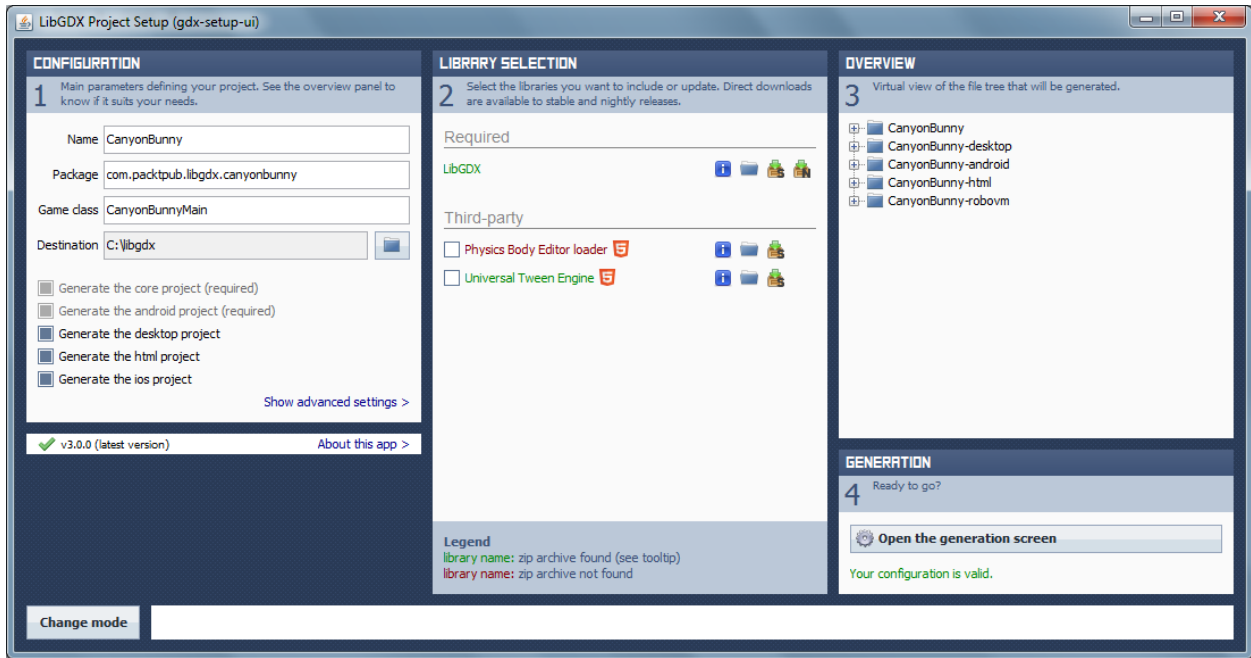 LibGDX Project Setup (gdx-setup-ui)
CONFIGURATION
1
Main parameters defining your project. See the overview panel to
know if it suits your needs.
Name CanyonBunny
Package com.packtpub.libgdx.canyonbunny
Game class CanyonBunnyMain
Destination C:\libgdx
Generate the core project (required)
Generate the android project (required)
Generate the desktop project
Generate the html project
Generate the ios project
Show advanced settings >
v3.0.0 (latest version) About this app >
LIBRARY SELECTION
2
Select the libraries you want to include or update. Direct downloads
are available to stable and nightly releases.
Required
LibGDX
Third-party
Physics Body Editor loader
Universal Tween Engine
Legend
library name: zip archive found (see tooltip)
library name: zip archive not found
OVERVIEW
3
Virtual view of the file tree that will be generated.
CanyonBunny
CanyonBunny-desktop
CanyonBunny-android
CanyonBunny-html
CanyonBunny-robovm
GENERATION
4
Ready to go?
Open the generation screen
Your configuration is valid.
Change mode